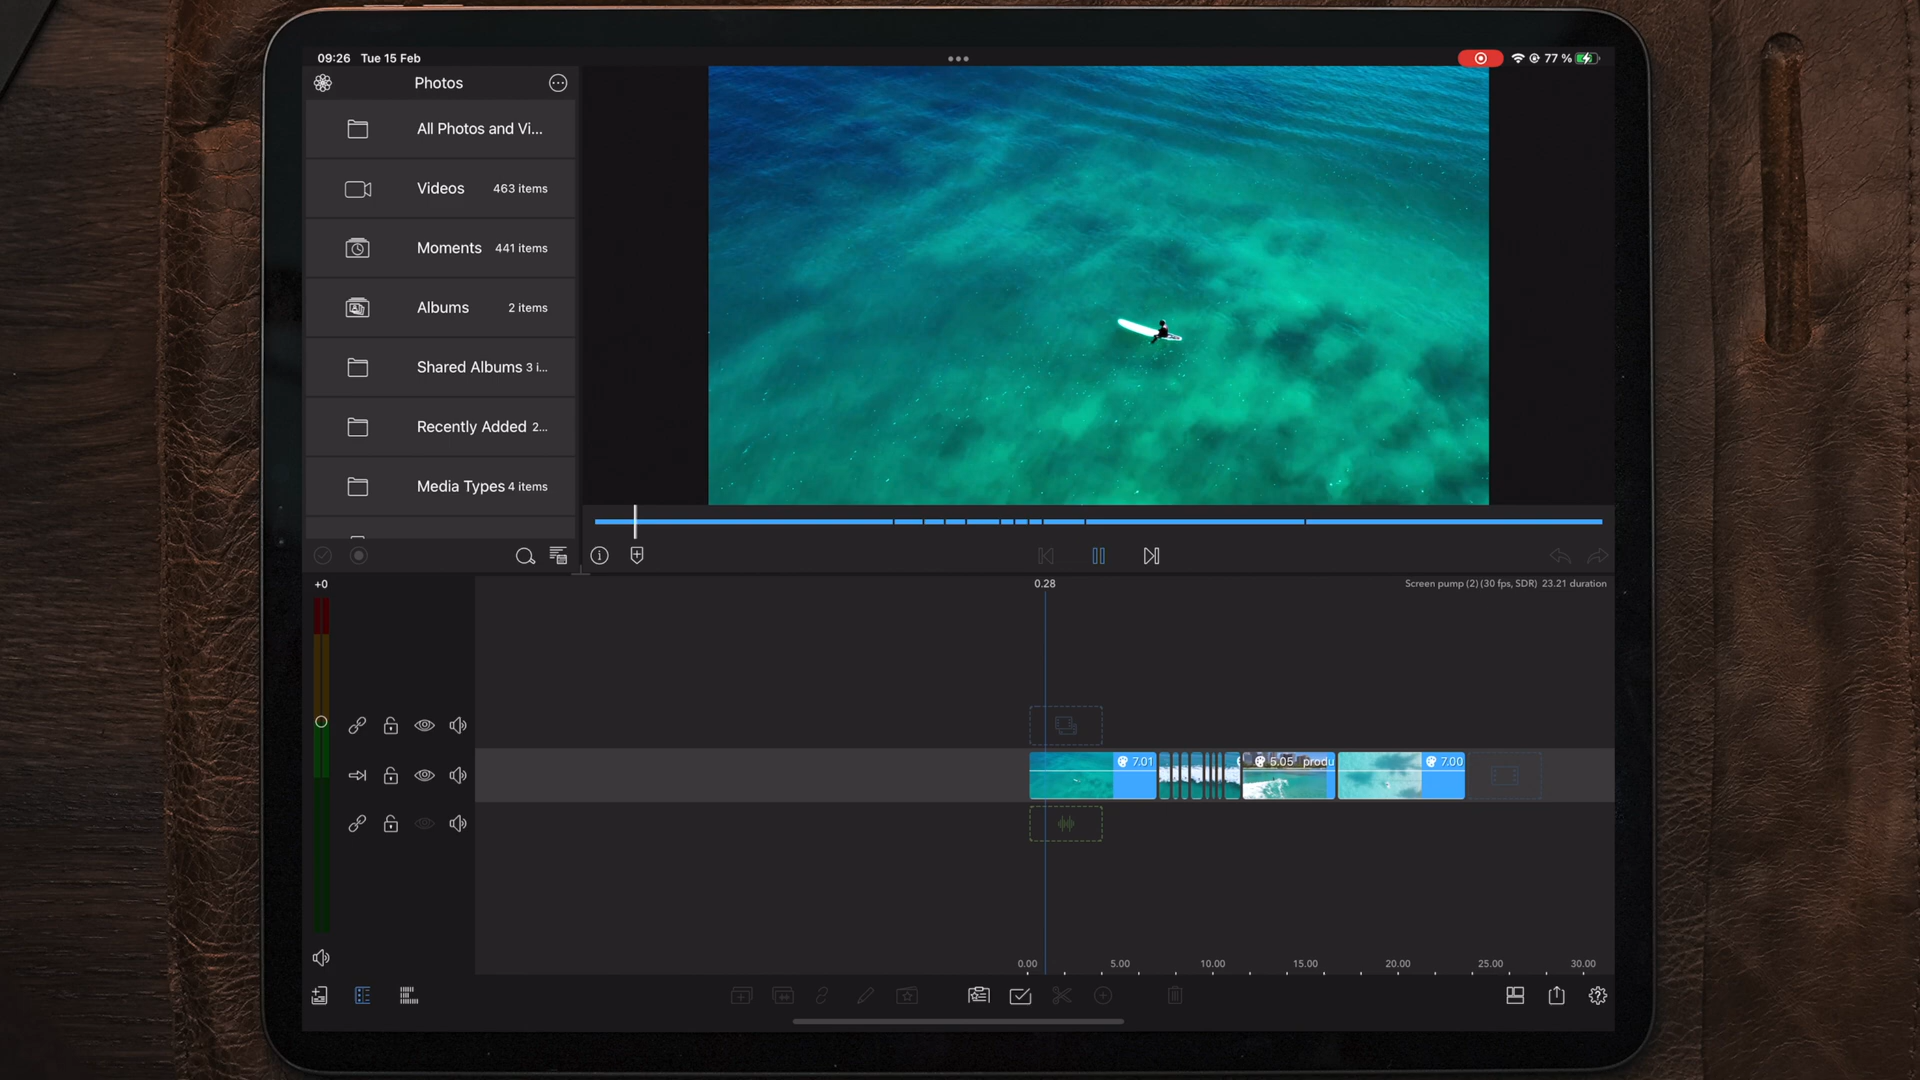 09:26 Tue 15 Feb
77 %
Photos
All Photos and Vi...
Videos 463 items
Moments 441 items
Albums 2 items
Shared Albums 3 i...
Recently Added 2...
Media Types 4 items
+0
0.28
Screen pump (2) (30 fps, SDR) 23.21 duration
7.01
5.05 produ
7.00
0.00 5.00 10.00 15.00 20.00 25.00 30.00